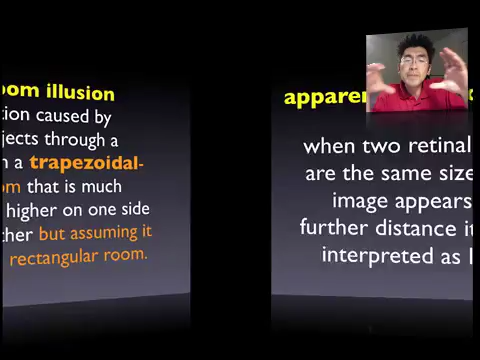 oom illusion
tion caused by
jects through a
n a trapezoidal-
om that is much
higher on one side
ther but assuming it
rectangular room.
apparen
when two retinal
are the same size
image appears
further distance it
interpreted as l